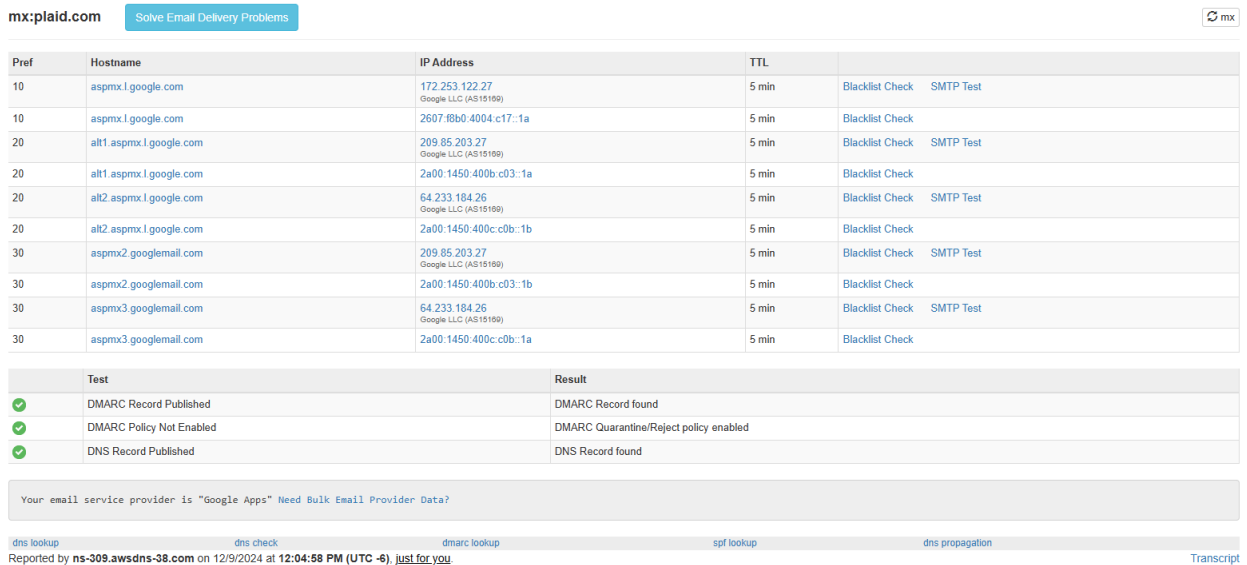 mx:plaid.com Solve Email Delivery Problems mx
Pref Hostname IP Address TTL
10 aspmx.l.google.com 172.253.122.27 5 min Blacklist Check SMTP Test
Google LLC (AS15169)
10 aspmx.l.google.com 2607:f8b0:4004:c17::1a 5 min Blacklist Check
20 alt1.aspmx.l.google.com 209.85.203.27 5 min Blacklist Check SMTP Test
Google LLC (AS15169)
20 alt1.aspmx.l.google.com 2a00:1450:400b:c03::1a 5 min Blacklist Check
20 alt2.aspmx.l.google.com 64.233.184.26 5 min Blacklist Check SMTP Test
Google LLC (AS15169)
20 alt2.aspmx.l.google.com 2a00:1450:400c:c0b::1b 5 min Blacklist Check
30 aspmx2.googlemail.com 209.85.203.27 5 min Blacklist Check SMTP Test
Google LLC (AS15169)
30 aspmx2.googlemail.com 2a00:1450:400b:c03::1b 5 min Blacklist Check
30 aspmx3.googlemail.com 64.233.184.26 5 min Blacklist Check SMTP Test
Google LLC (AS15169)
30 aspmx3.googlemail.com 2a00:1450:400c:c0b::1a 5 min Blacklist Check
Test Result
DMARC Record Published DMARC Record found
DMARC Policy Not Enabled DMARC Quarantine/Reject policy enabled
DNS Record Published DNS Record found
Your email service provider is "Google Apps" Need Bulk Email Provider Data?
dns lookup dns check dmarc lookup spf lookup dns propagation
Reported by ns-309.awsdns-38.com on 12/9/2024 at 12:04:58 PM (UTC -6), just for you. Transcript